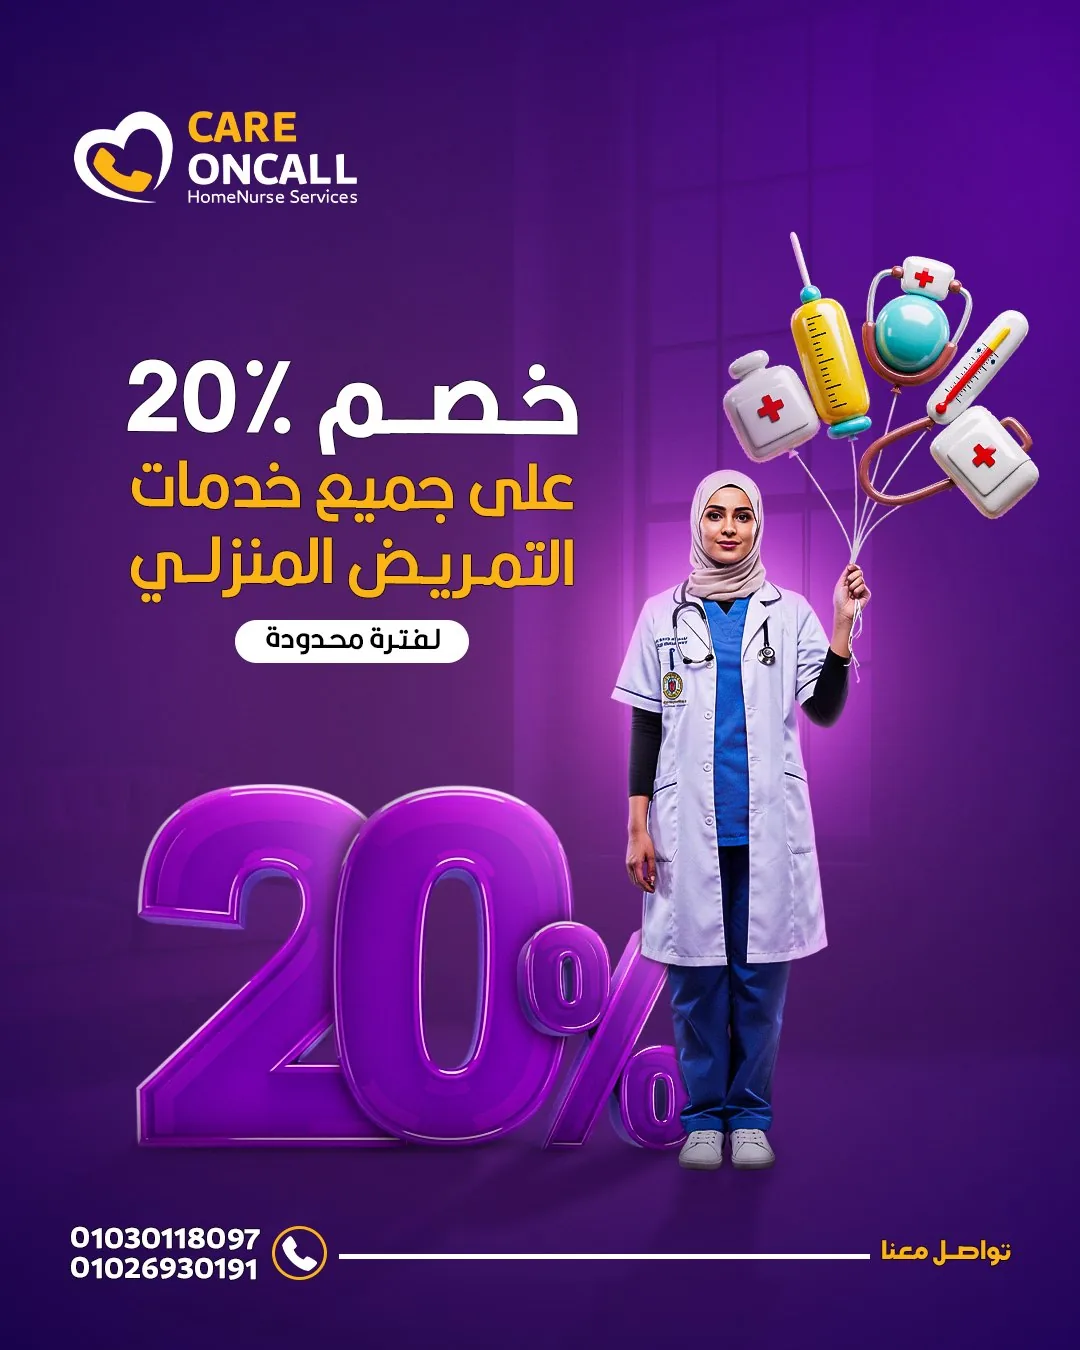 CARE
ONCALL
HomeNurse Services
خصم 20%
على جميع خدمات
التمريض المنزلي
لفترة محدودة
20%
تواصل معنا
01030118097
01026930191